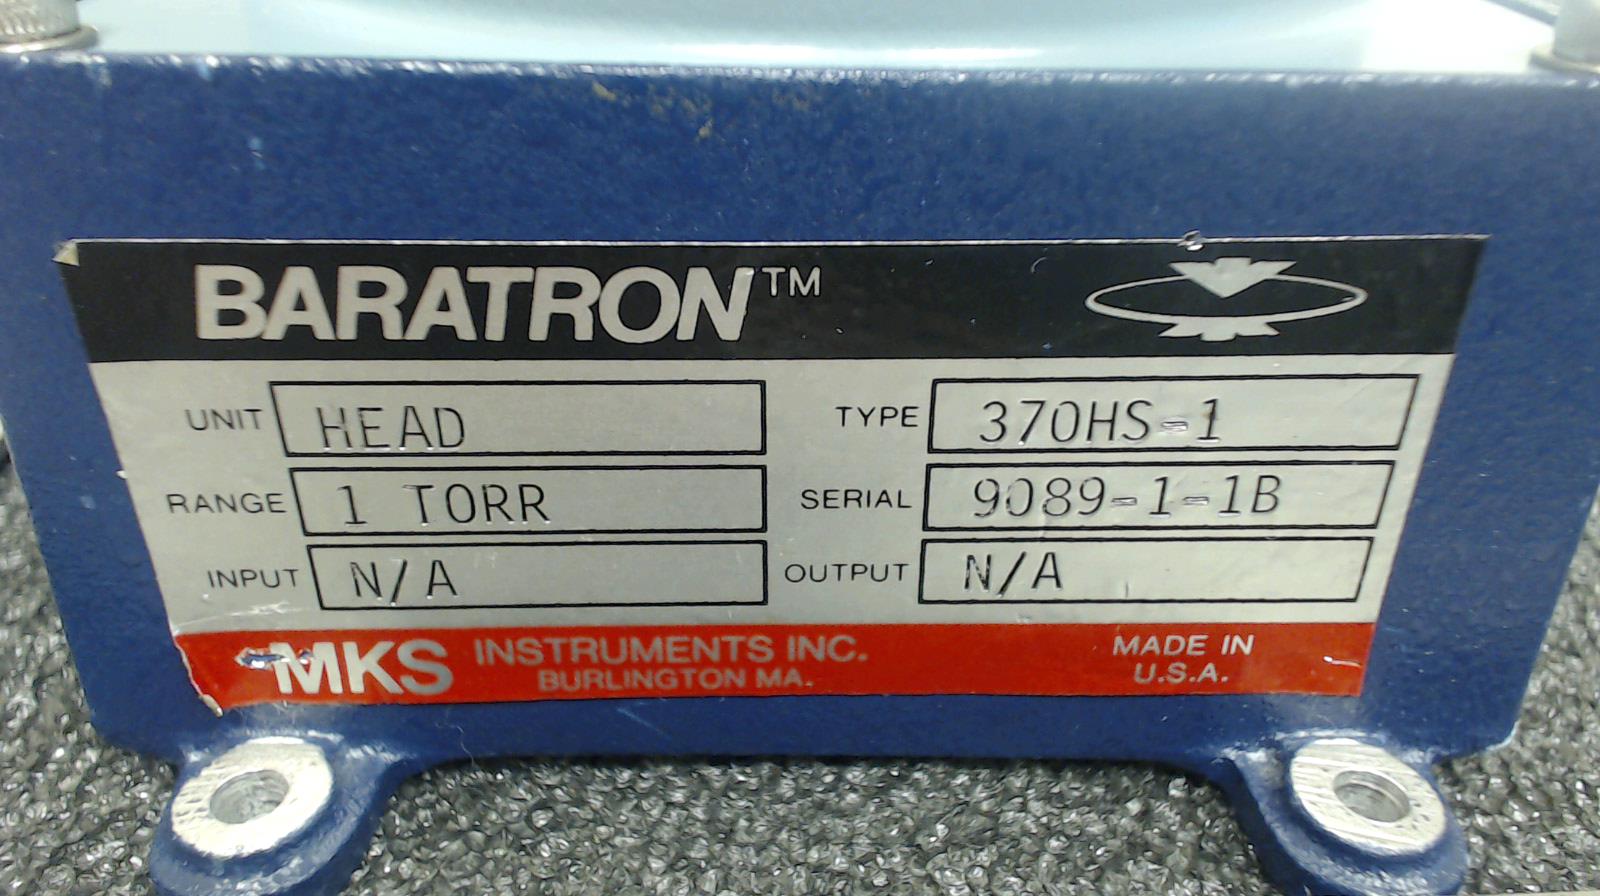 BARATRON™
UNIT HEAD TYPE 370HS-1
RANGE 1 TORR SERIAL 9089-1-1B
INPUT N/A OUTPUT N/A
MKS INSTRUMENTS INC. MADE IN
BURLINGTON MA. U.S.A.